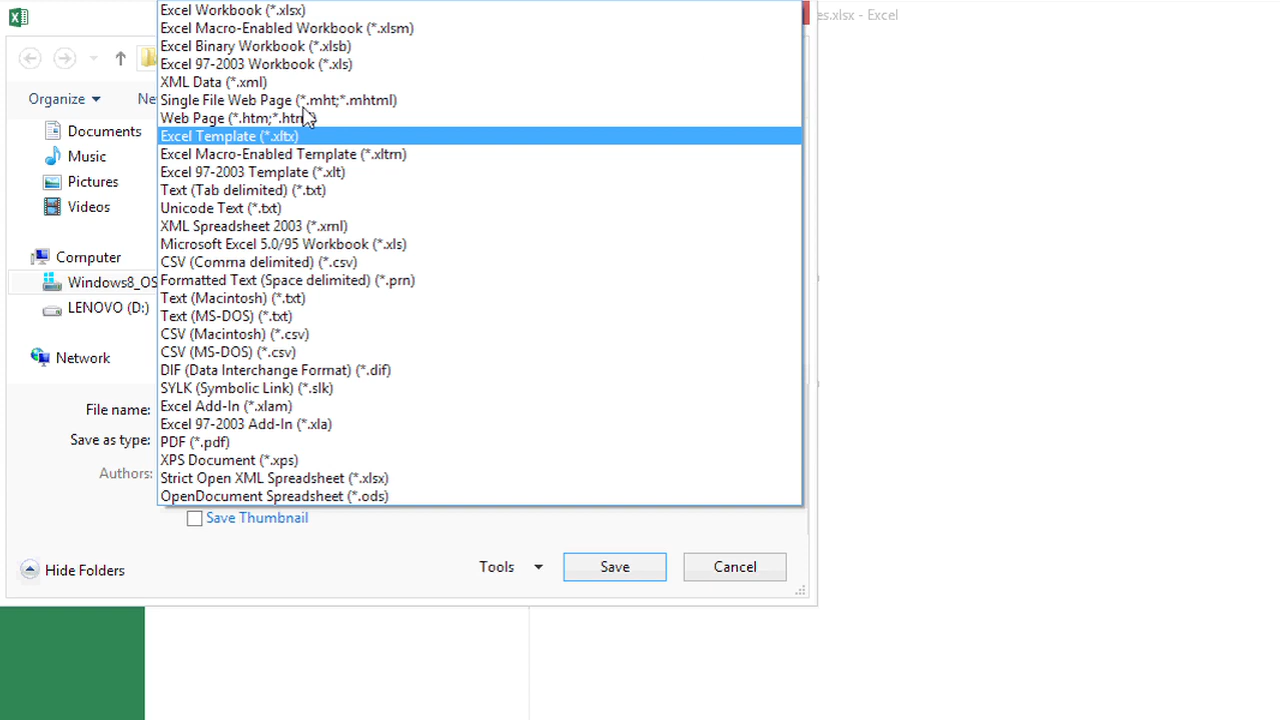 es.xlsx - Excel
Excel Workbook (*.xlsx)
Excel Macro-Enabled Workbook (*.xlsm)
Excel Binary Workbook (*.xlsb)
Excel 97-2003 Workbook (*.xls)
XML Data (*.xml)
Single File Web Page (*.mht;*.mhtml)
Web Page (*.htm;*.html)
Excel Template (*.xltx)
Excel Macro-Enabled Template (*.xltm)
Excel 97-2003 Template (*.xlt)
Text (Tab delimited) (*.txt)
Unicode Text (*.txt)
XML Spreadsheet 2003 (*.xml)
Microsoft Excel 5.0/95 Workbook (*.xls)
CSV (Comma delimited) (*.csv)
Formatted Text (Space delimited) (*.prn)
Text (Macintosh) (*.txt)
Text (MS-DOS) (*.txt)
CSV (Macintosh) (*.csv)
CSV (MS-DOS) (*.csv)
DIF (Data Interchange Format) (*.dif)
SYLK (Symbolic Link) (*.slk)
Excel Add-In (*.xlam)
Excel 97-2003 Add-In (*.xla)
PDF (*.pdf)
XPS Document (*.xps)
Strict Open XML Spreadsheet (*.xlsx)
OpenDocument Spreadsheet (*.ods)
Organize
Ne
Documents
Music
Pictures
Videos
Computer
Windows8_OS
LENOVO (D:)
Network
File name:
Save as type:
Authors:
Save Thumbnail
Hide Folders
Tools
Save
Cancel